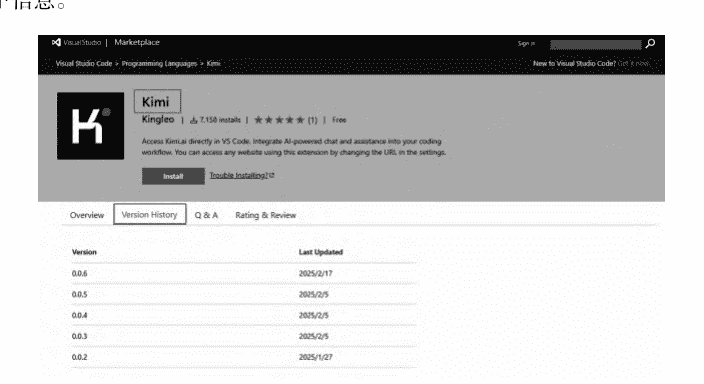 信息。
VisualStudio | Marketplace
Sign in
Visual Studio Code > Programming Languages > Kimi
New to Visual Studio Code? Get it now.
Kimi
Kingleo | 7,150 installs | ★★★★★ (1) | Free
Access Kimi.ai directly in VS Code. Integrate AI-powered chat and assistance into your coding
workflow. You can access any website using this extension by changing the URL in the settings.
Install
Trouble Installing?
Overview Version History Q & A Rating & Review
Version Last Updated
0.0.6 2025/2/17
0.0.5 2025/2/5
0.0.4 2025/2/5
0.0.3 2025/2/5
0.0.2 2025/1/27